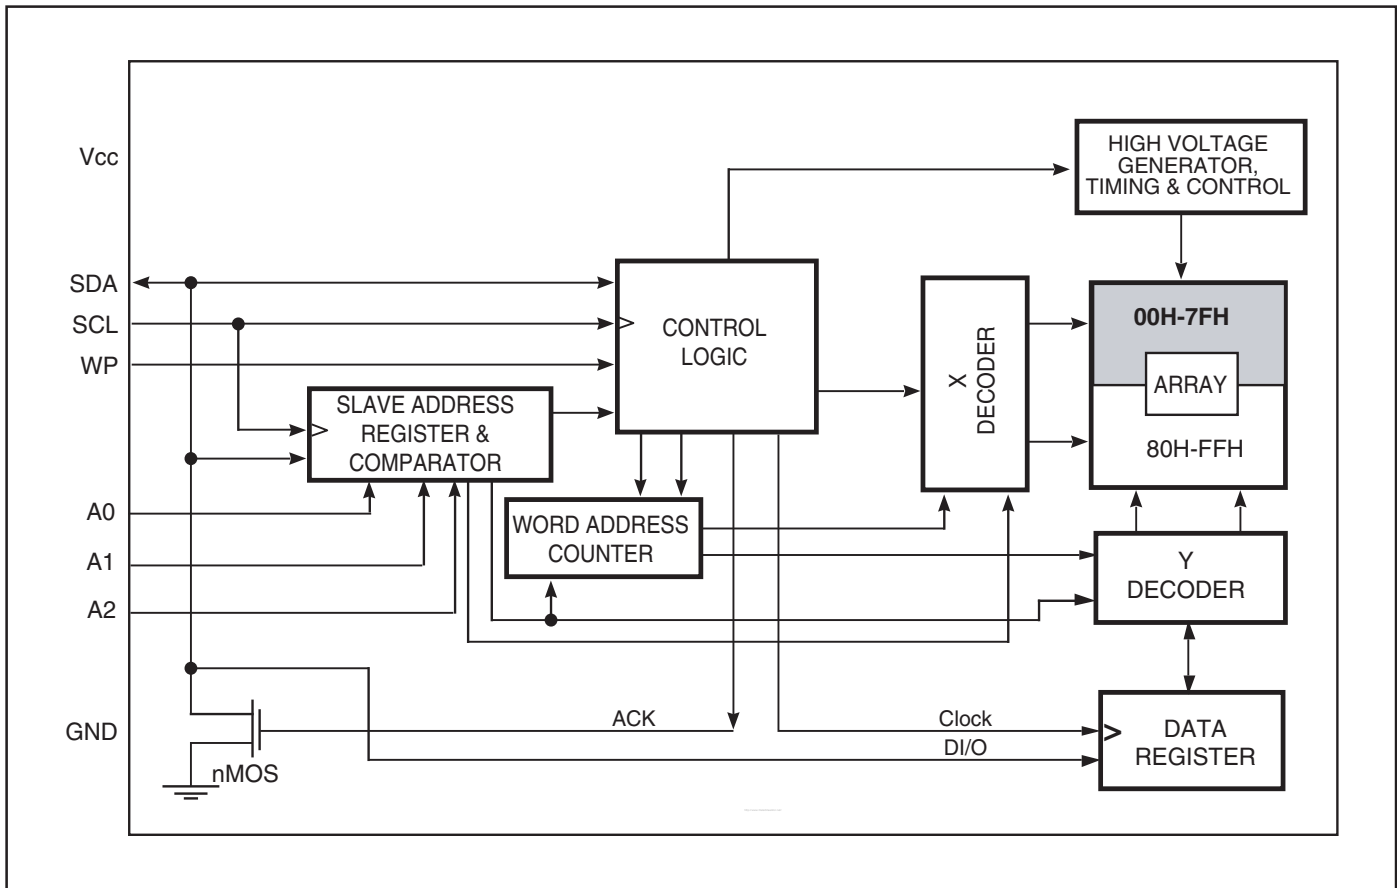 Vcc
HIGH VOLTAGE
GENERATOR,
TIMING & CONTROL
SDA
SCL
WP
CONTROL
LOGIC
X
DECODER
00H-7FH
ARRAY
80H-FFH
SLAVE ADDRESS
REGISTER &
COMPARATOR
A0
A1
A2
WORD ADDRESS
COUNTER
Y
DECODER
GND
nMOS
ACK
Clock
DI/O
DATA
REGISTER